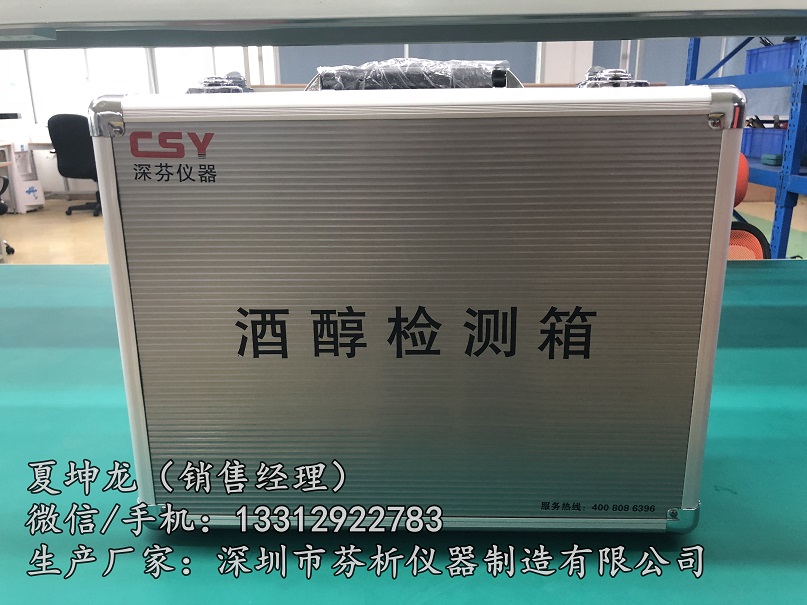 CSY
深芬仪器
酒醇检测箱
服务热线：400 808 6396
夏坤龙（销售经理）
微信/手机：13312922783
生产厂家：深圳市芬析仪器制造有限公司